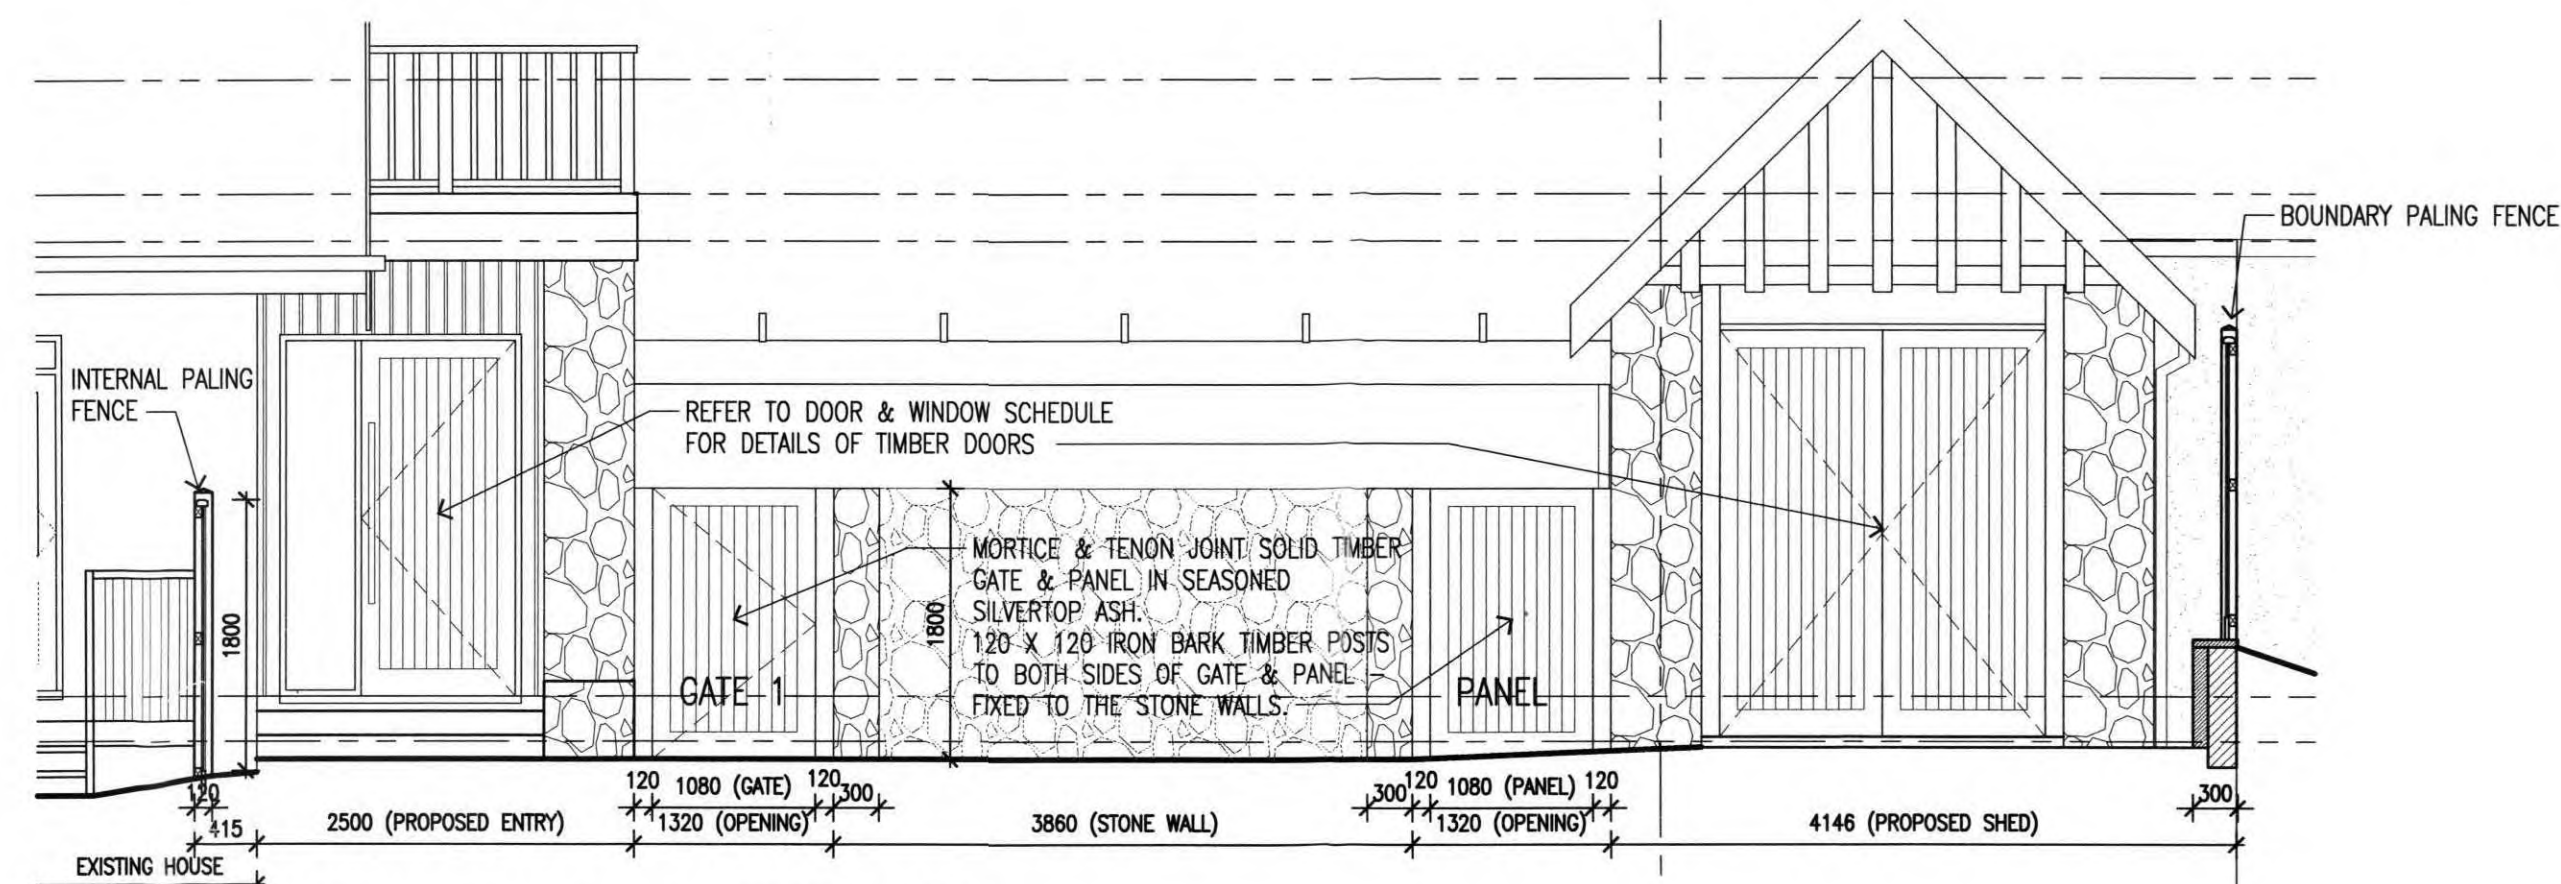 BOUNDARY PALING FENCE
INTERNAL PALING
FENCE
REFER TO DOOR & WINDOW SCHEDULE
FOR DETAILS OF TIMBER DOORS
MORTICE & TENON JOINT SOLID TIMBER
GATE & PANEL IN SEASONED
SILVERTOP ASH.
120 X 120 IRON BARK TIMBER POSTS
TO BOTH SIDES OF GATE & PANEL -
FIXED TO THE STONE WALLS.
1800
1800
GATE 1
PANEL
120
120
1080 (GATE)
120
300
300
120
1080 (PANEL)
120
300
415
2500 (PROPOSED ENTRY)
1320 (OPENING)
3860 (STONE WALL)
1320 (OPENING)
4146 (PROPOSED SHED)
EXISTING HOUSE